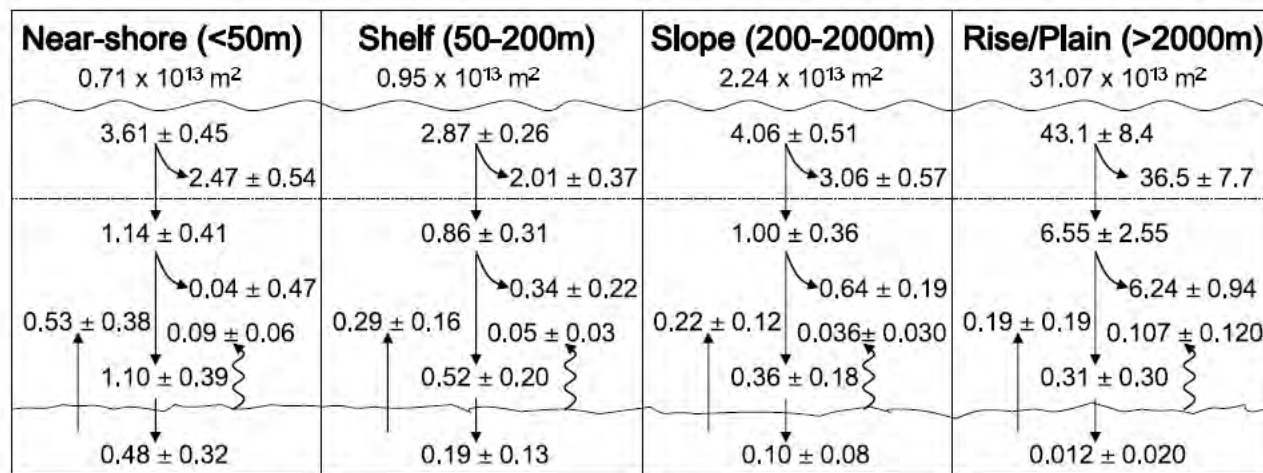 Near-shore (<50m)
0.71 x 10¹³ m²
3.61 ± 0.45
2.47 ± 0.54
1.14 ± 0.41
0.04 ± 0.47
0.53 ± 0.38
0.09 ± 0.06
1.10 ± 0.39
0.48 ± 0.32
Shelf (50-200m)
0.95 x 10¹³ m²
2.87 ± 0.26
2.01 ± 0.37
0.86 ± 0.31
0.34 ± 0.22
0.29 ± 0.16
0.05 ± 0.03
0.52 ± 0.20
0.19 ± 0.13
Slope (200-2000m)
2.24 x 10¹³ m²
4.06 ± 0.51
3.06 ± 0.57
1.00 ± 0.36
0.64 ± 0.19
0.22 ± 0.12
0.036± 0.030
0.36 ± 0.18
0.10 ± 0.08
Rise/Plain (>2000m)
31.07 x 10¹³ m²
43.1 ± 8.4
36.5 ± 7.7
6.55 ± 2.55
6.24 ± 0.94
0.19 ± 0.19
0.107 ± 0.120
0.31 ± 0.30
0.012 ± 0.020